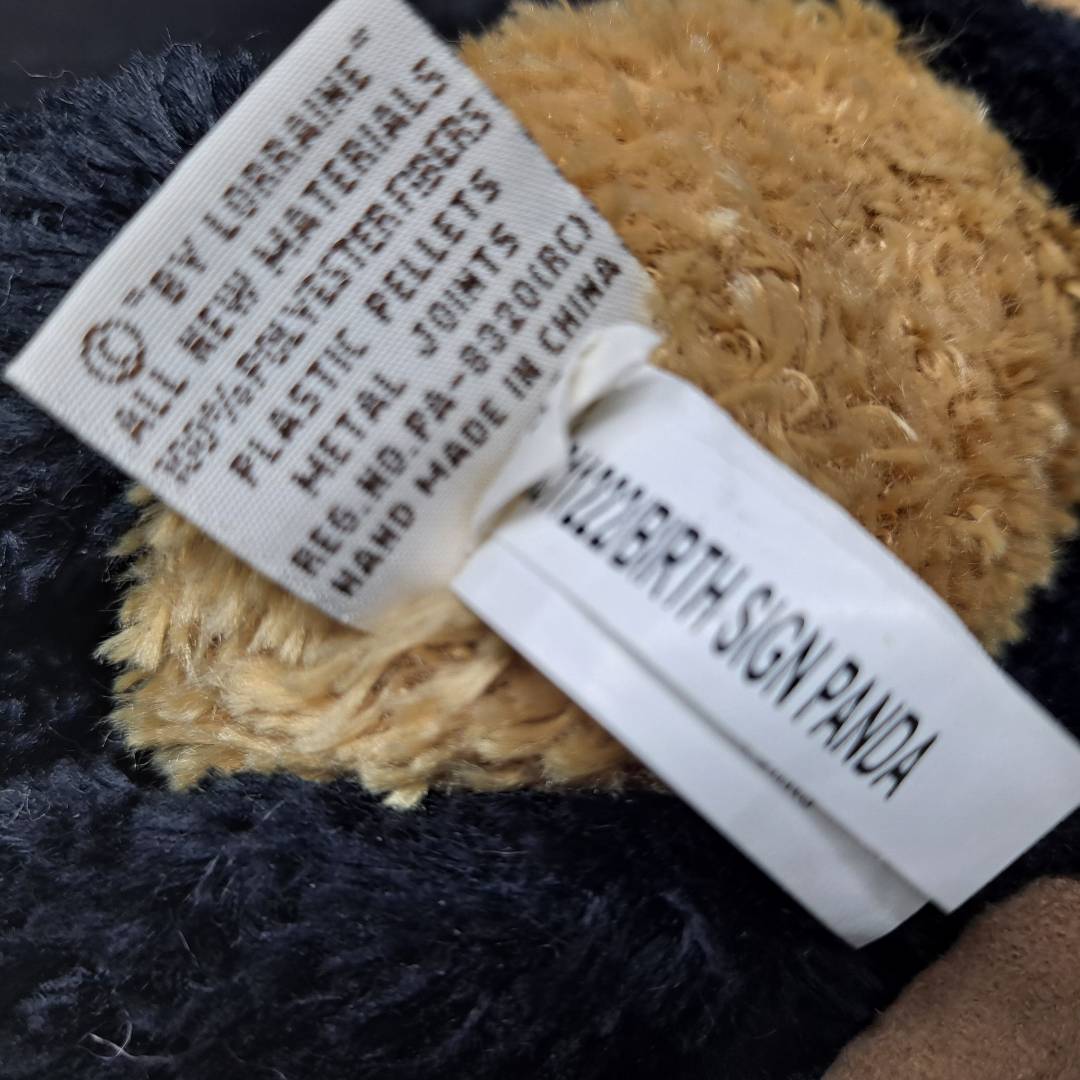 © "BY LORRAINE"
ALL NEW MATERIALS
100%POLYESTER FIBERS
PLASTIC PELLETS
METAL JOINTS
REG.NO.PA-8320(RC)
HAND MADE IN CHINA
BIRTH SIGN PANDA